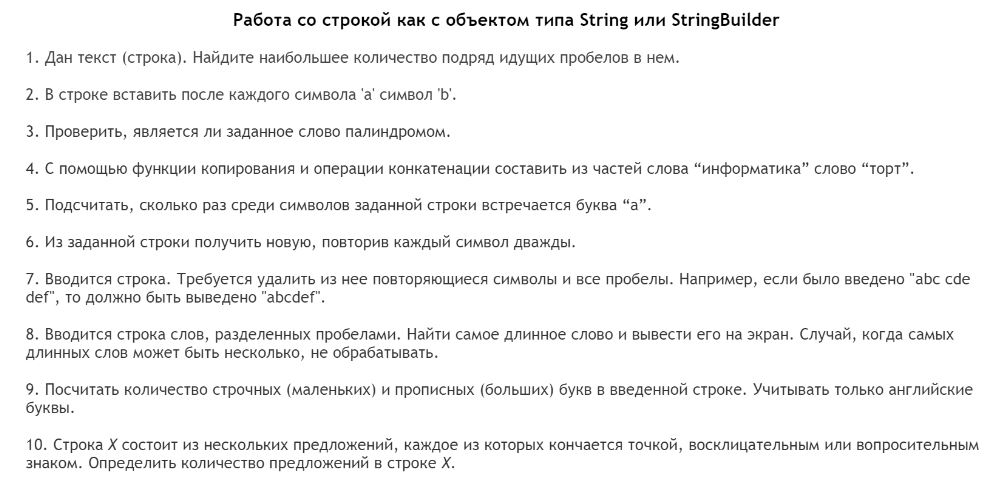 Работа со строкой как с объектом типа String или StringBuilder
1. Дан текст (строка). Найдите наибольшее количество подряд идущих пробелов в нем.
2. В строке вставить после каждого символа 'a' символ 'b'.
3. Проверить, является ли заданное слово палиндромом.
4. С помощью функции копирования и операции конкатенации составить из частей слова “информатика” слово “торт”.
5. Подсчитать, сколько раз среди символов заданной строки встречается буква “a”.
6. Из заданной строки получить новую, повторив каждый символ дважды.
7. Вводится строка. Требуется удалить из нее повторяющиеся символы и все пробелы. Например, если было введено "abc cde
def", то должно быть выведено "abcdef".
8. Вводится строка слов, разделенных пробелами. Найти самое длинное слово и вывести его на экран. Случай, когда самых
длинных слов может быть несколько, не обрабатывать.
9. Посчитать количество строчных (маленьких) и прописных (больших) букв в введенной строке. Учитывать только английские
буквы.
10. Строка X состоит из нескольких предложений, каждое из которых кончается точкой, восклицательным или вопросительным
знаком. Определить количество предложений в строке X.